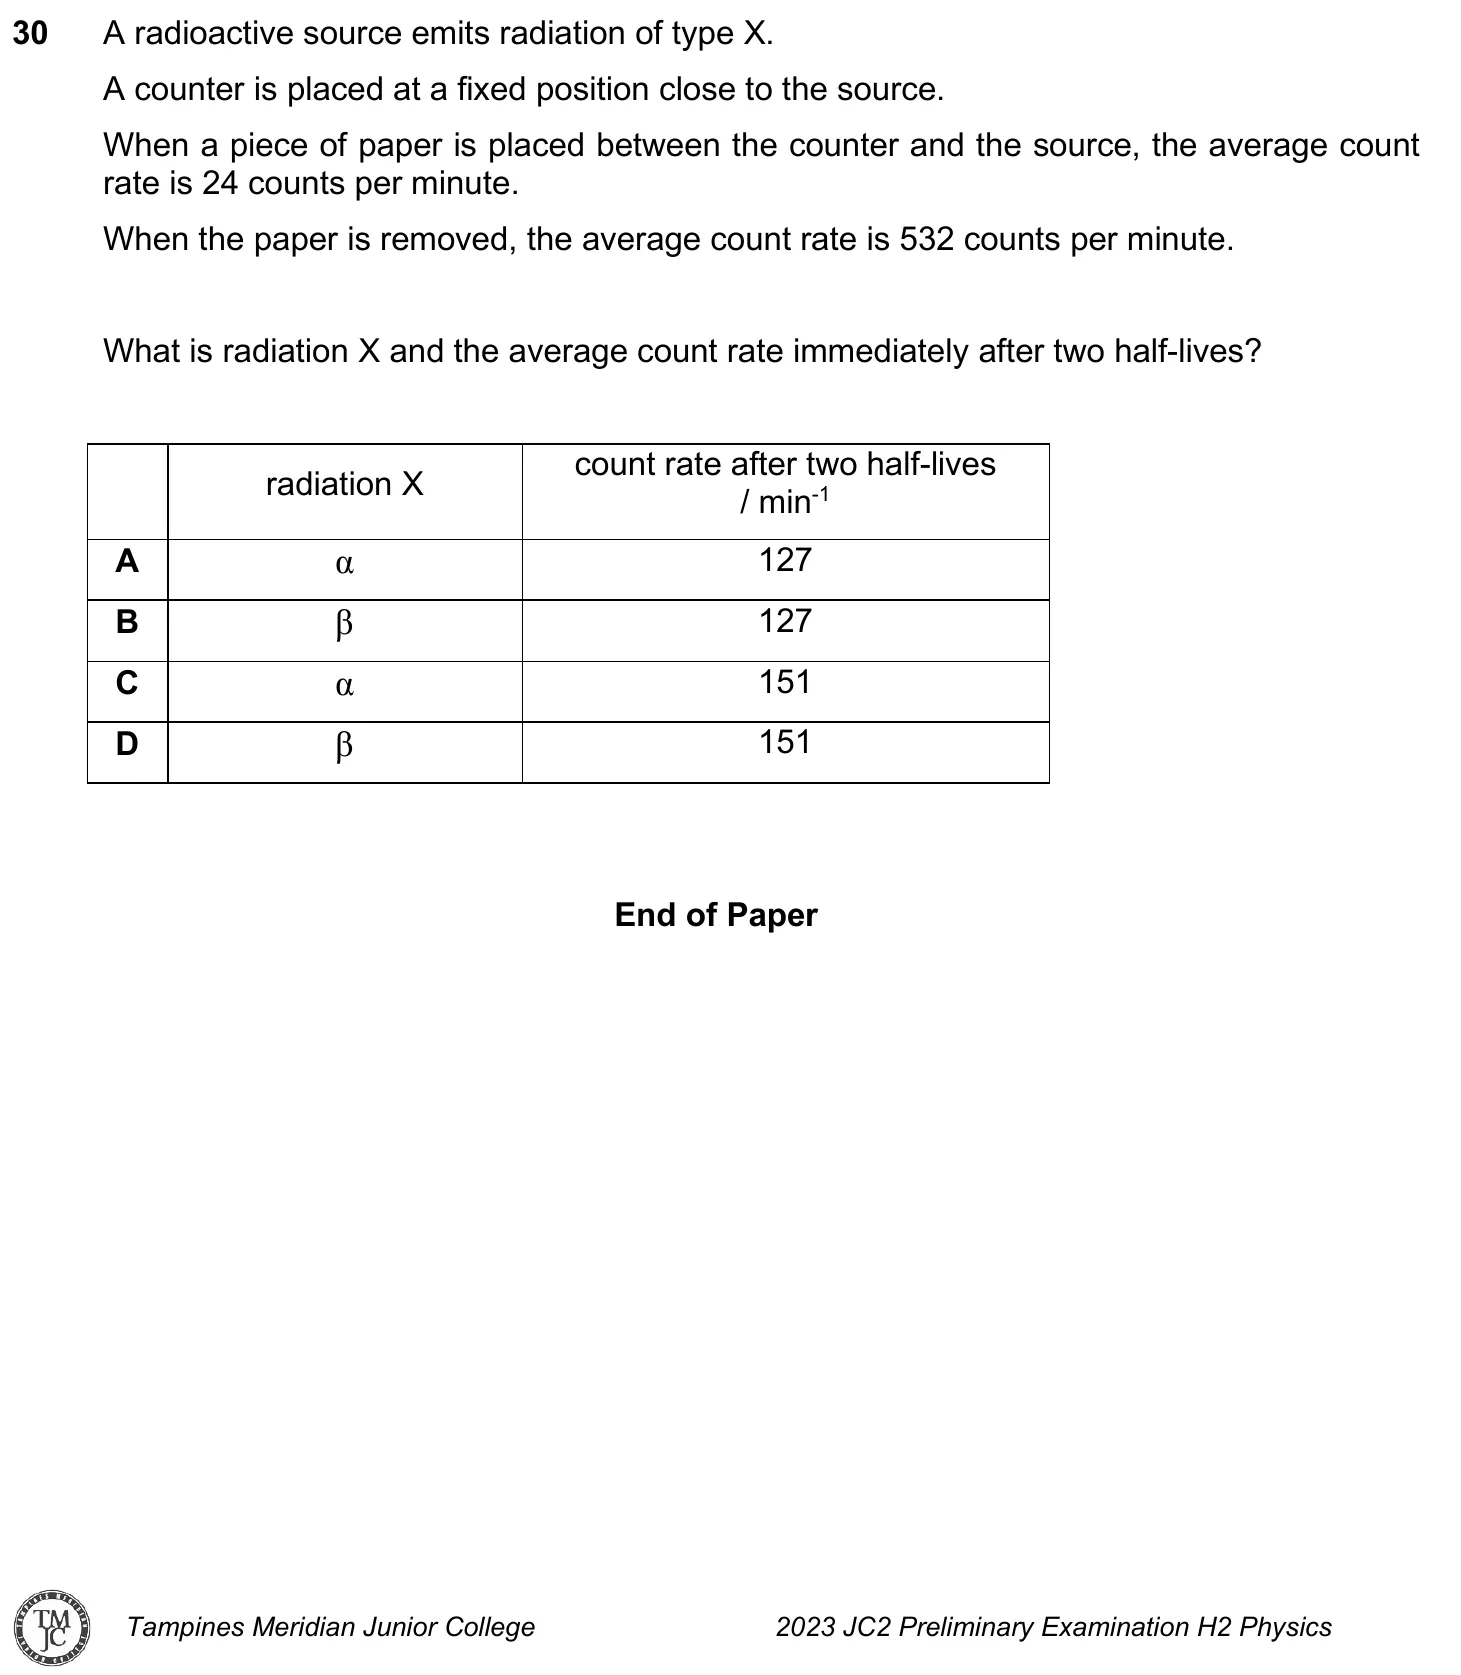 30 A radioactive source emits radiation of type X.
A counter is placed at a fixed position close to the source.
When a piece of paper is placed between the counter and the source, the average count
rate is 24 counts per minute.
When the paper is removed, the average count rate is 532 counts per minute.
What is radiation X and the average count rate immediately after two half-lives?
radiation X
count rate after two half-lives
/ min⁻¹
A α 127
B β 127
C α 151
D β 151
End of Paper
TM
JC
Tampines Meridian Junior College 2023 JC2 Preliminary Examination H2 Physics